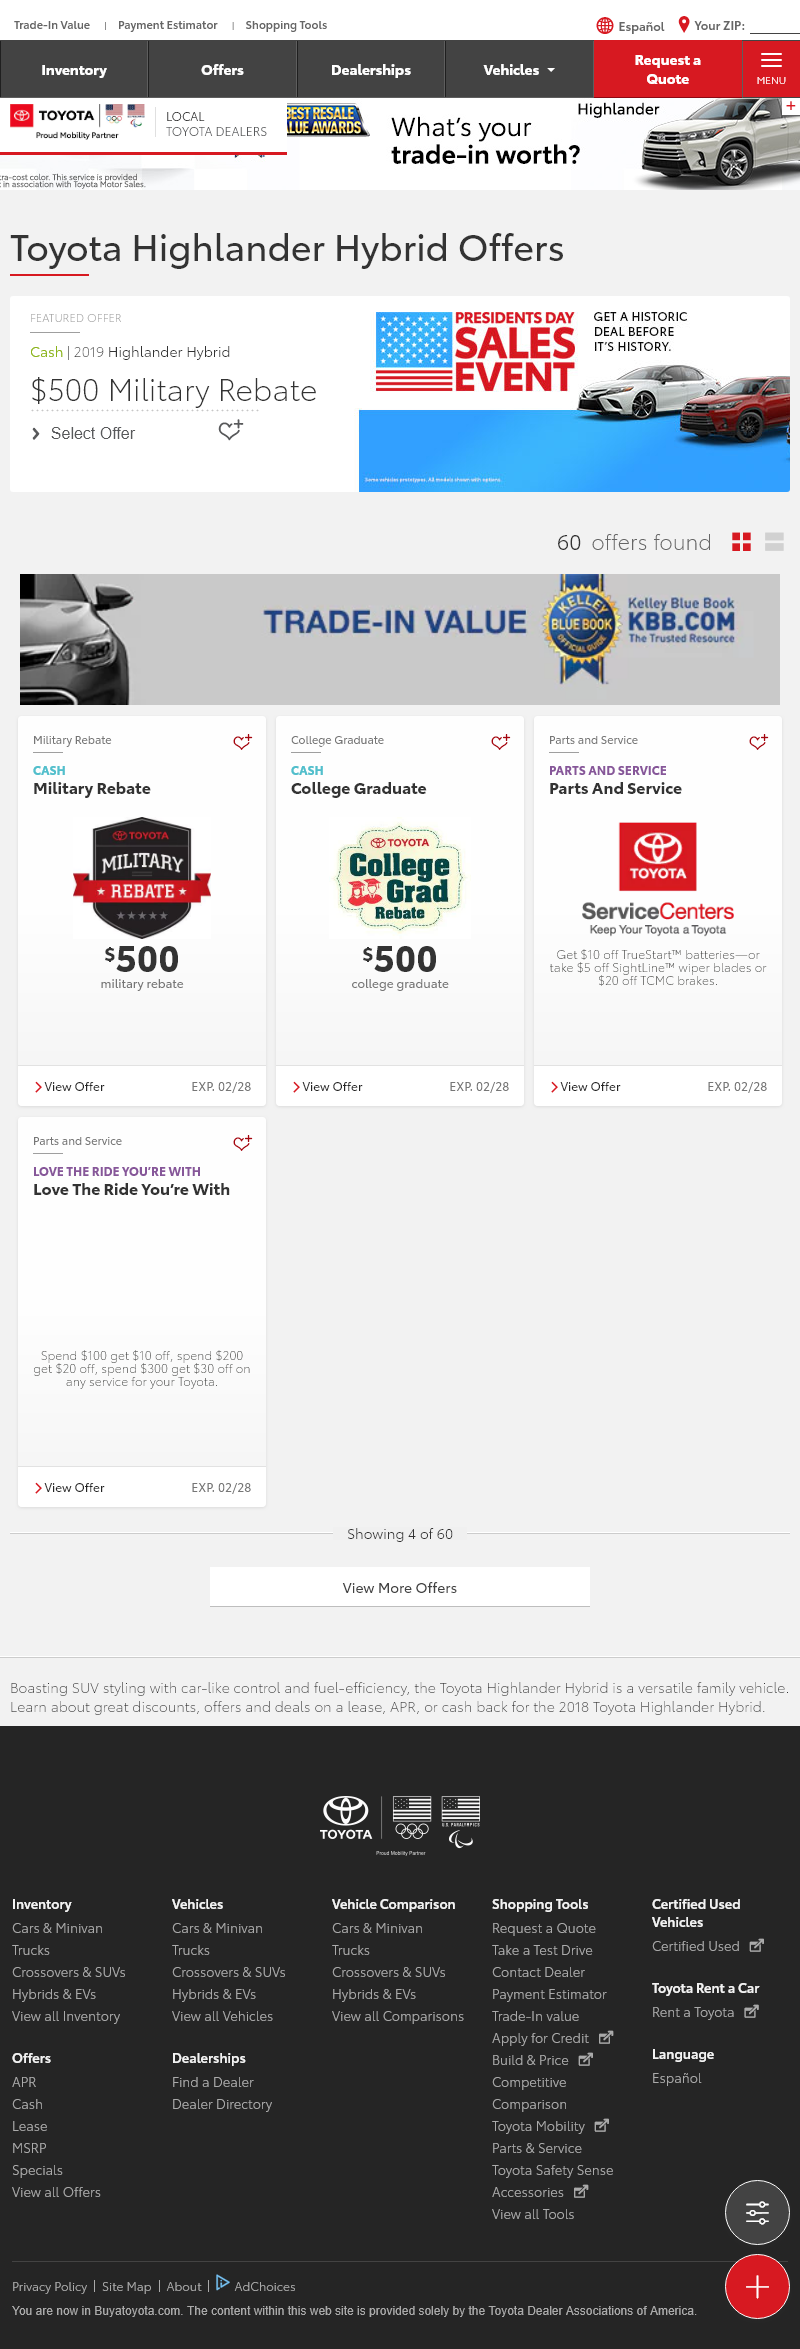 Trade-In Value | Payment Estimator | Shopping Tools
Español Your ZIP:
Inventory
Offers
Dealerships
Vehicles
Request a
Quote
MENU
TOYOTA
Proud Mobility Partner
LOCAL
TOYOTA DEALERS
BEST RESALE
VALUE AWARDS
What's your
trade-in worth?
Highlander
ra-cost color. This service is provided
t in association with Toyota Motor Sales.
Toyota Highlander Hybrid Offers
FEATURED OFFER
Cash | 2019 Highlander Hybrid
$500 Military Rebate
Select Offer
PRESIDENTS DAY
SALES
EVENT
GET A HISTORIC
DEAL BEFORE
IT'S HISTORY.
Some vehicles prototypes. All models shown with options.
60 offers found
TRADE-IN VALUE
KELLEY
BLUE BOOK
OFFICIAL GUIDE
Kelley Blue Book
KBB.COM
The Trusted Resource
Military Rebate
CASH
Military Rebate
TOYOTA
MILITARY
REBATE
$500
military rebate
View Offer EXP. 02/28
College Graduate
CASH
College Graduate
TOYOTA
College
Grad
Rebate
$500
college graduate
View Offer EXP. 02/28
Parts and Service
PARTS AND SERVICE
Parts And Service
TOYOTA
ServiceCenters
Keep Your Toyota a Toyota
Get $10 off TrueStart™ batteries—or
take $5 off SightLine™ wiper blades or
$20 off TCMC brakes.
View Offer EXP. 02/28
Parts and Service
LOVE THE RIDE YOU'RE WITH
Love The Ride You're With
Spend $100 get $10 off, spend $200
get $20 off, spend $300 get $30 off on
any service for your Toyota.
View Offer EXP. 02/28
Showing 4 of 60
View More Offers
Boasting SUV styling with car-like control and fuel-efficiency, the Toyota Highlander Hybrid is a versatile family vehicle.
Learn about great discounts, offers and deals on a lease, APR, or cash back for the 2018 Toyota Highlander Hybrid.
TOYOTA
U.S. PARALYMPICS
Proud Mobility Partner
Inventory
Cars & Minivan
Trucks
Crossovers & SUVs
Hybrids & EVs
View all Inventory
Offers
APR
Cash
Lease
MSRP
Specials
View all Offers
Vehicles
Cars & Minivan
Trucks
Crossovers & SUVs
Hybrids & EVs
View all Vehicles
Dealerships
Find a Dealer
Dealer Directory
Vehicle Comparison
Cars & Minivan
Trucks
Crossovers & SUVs
Hybrids & EVs
View all Comparisons
Shopping Tools
Request a Quote
Take a Test Drive
Contact Dealer
Payment Estimator
Trade-In value
Apply for Credit
Build & Price
Competitive
Comparison
Toyota Mobility
Parts & Service
Toyota Safety Sense
Accessories
View all Tools
Certified Used
Vehicles
Certified Used
Toyota Rent a Car
Rent a Toyota
Language
Español
Privacy Policy | Site Map | About | AdChoices
You are now in Buyatoyota.com. The content within this web site is provided solely by the Toyota Dealer Associations of America.